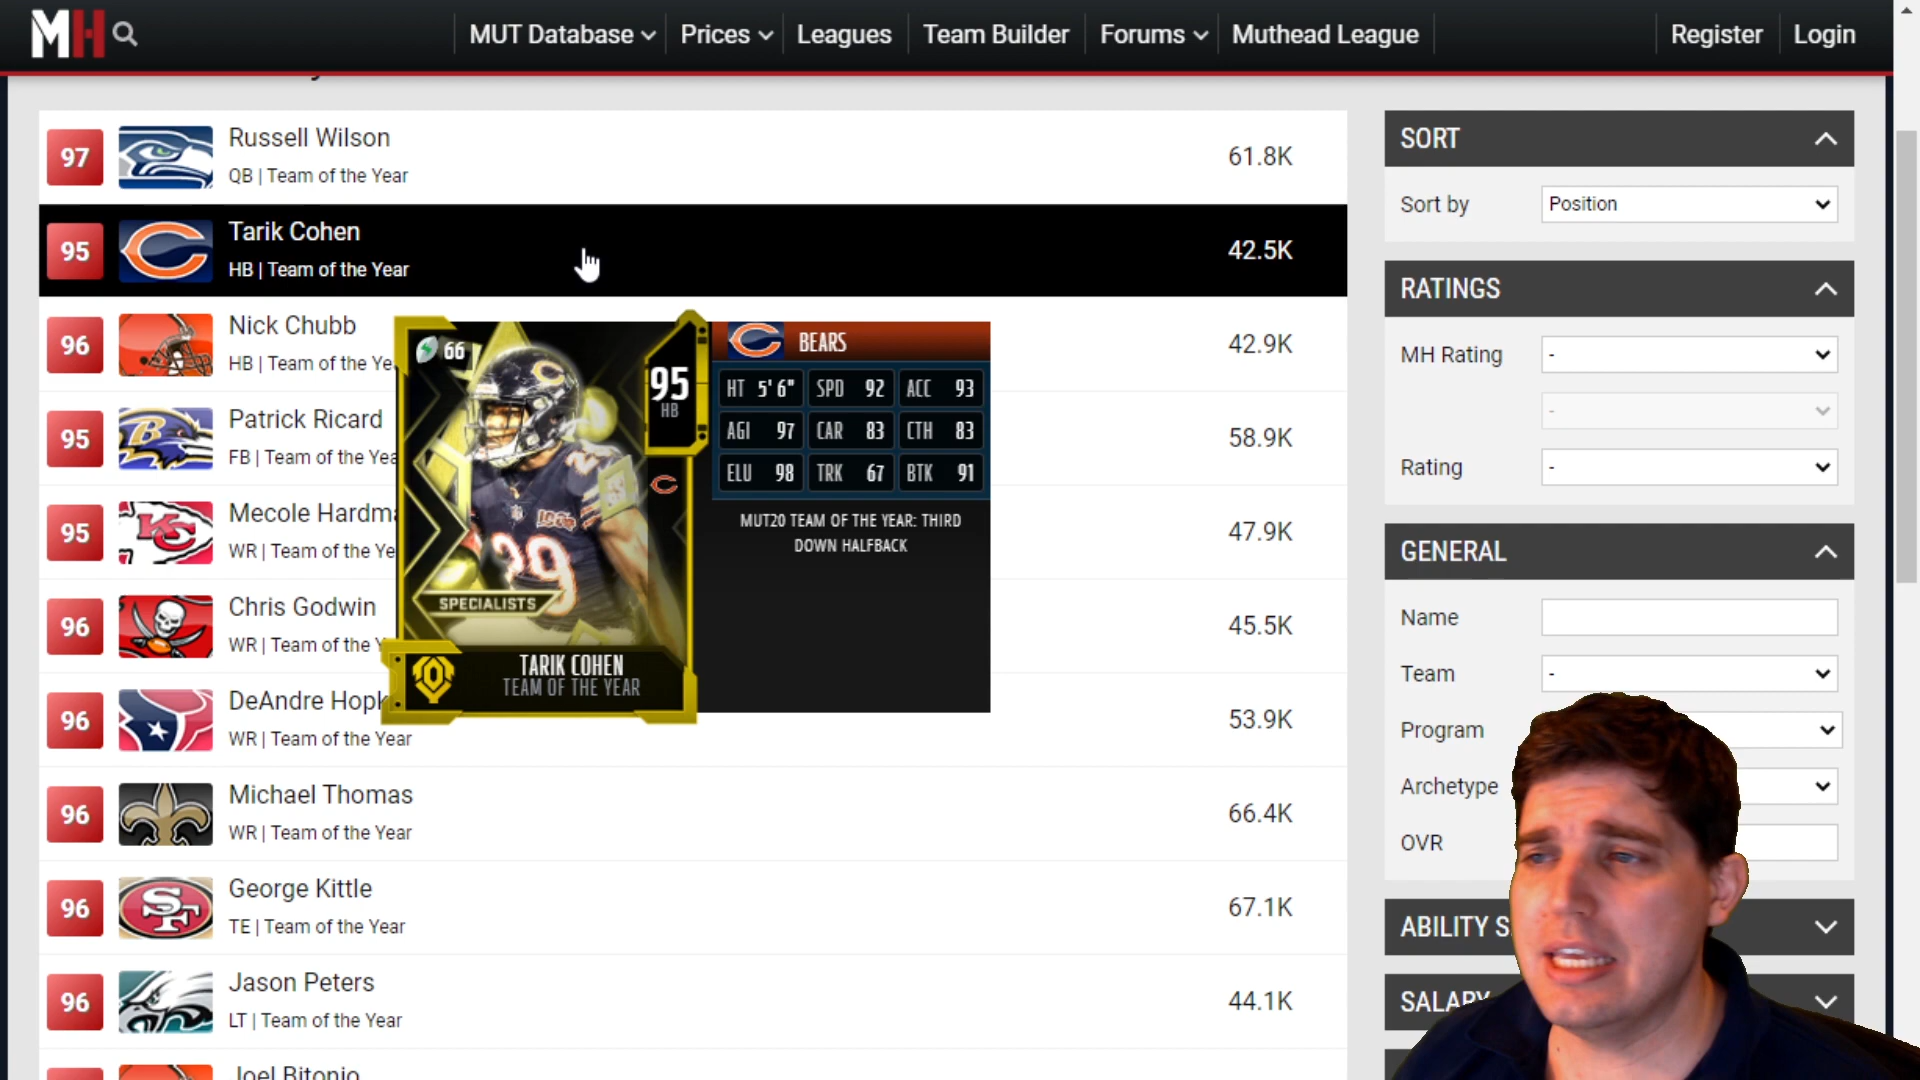 MH
MUT Database
Prices
Leagues
Team Builder
Forums
Muthead League
Register
Login
97
Russell Wilson
QB | Team of the Year
61.8K
95
Tarik Cohen
HB | Team of the Year
42.5K
96
Nick Chubb
HB | Team of the Ye
42.9K
95
Patrick Ricard
FB | Team of the Yea
58.9K
95
Mecole Hardma
WR | Team of the Ye
47.9K
96
Chris Godwin
WR | Team of the Y
45.5K
96
DeAndre Hopk
WR | Team of the Year
53.9K
96
Michael Thomas
WR | Team of the Year
66.4K
96
George Kittle
TE | Team of the Year
67.1K
96
Jason Peters
LT | Team of the Year
44.1K
Joel Bitonio
66
95
HB
29
SPECIALISTS
TARIK COHEN
TEAM OF THE YEAR
BEARS
HT 5' 6" SPD 92 ACC 93
AGI 97 CAR 83 CTH 83
ELU 98 TRK 67 BTK 91
MUT20 TEAM OF THE YEAR: THIRD
DOWN HALFBACK
SORT
Sort by
Position
RATINGS
MH Rating
-
-
Rating
-
GENERAL
Name
Team
-
Program
Archetype
OVR
ABILITY S
SALARY